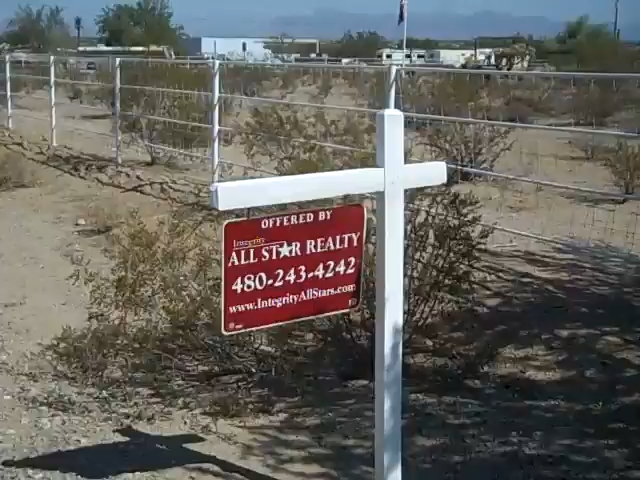 OFFERED BY
Integrity
ALL STAR REALTY
480-243-4242
www.IntegrityAllStars.com